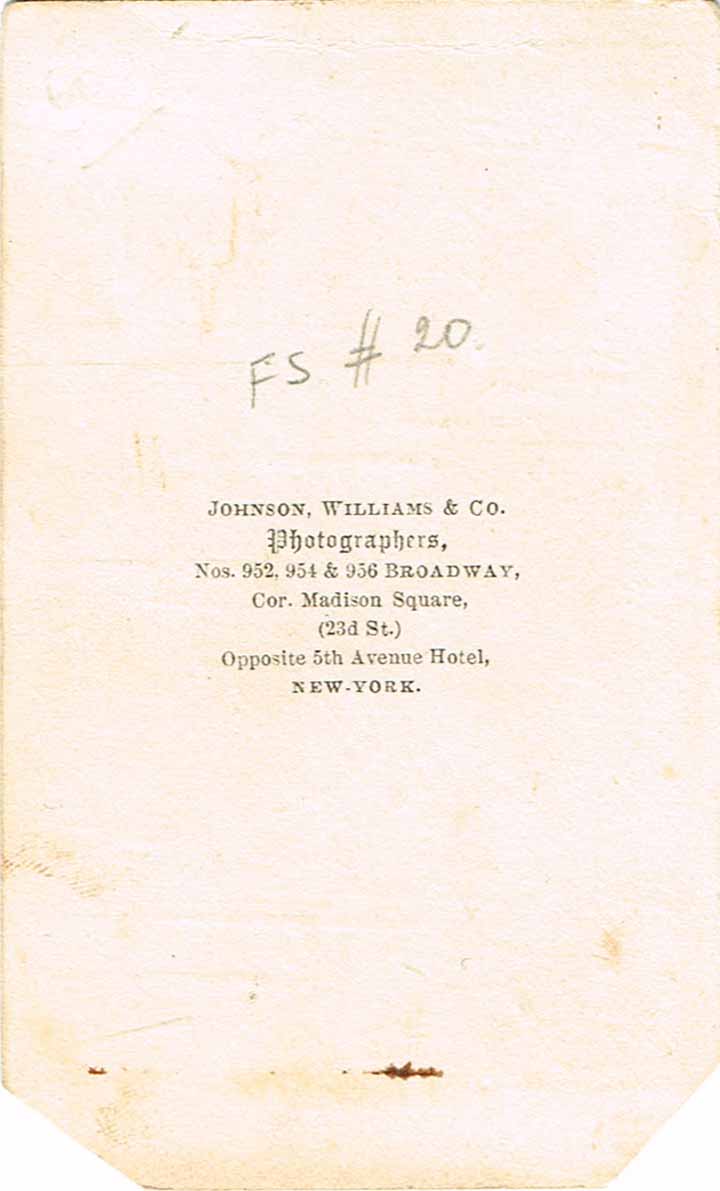 FS # 20.
JOHNSON, WILLIAMS & CO.
Photographers,
Nos. 952, 954 & 956 BROADWAY,
Cor. Madison Square,
(23d St.)
Opposite 5th Avenue Hotel,
NEW-YORK.